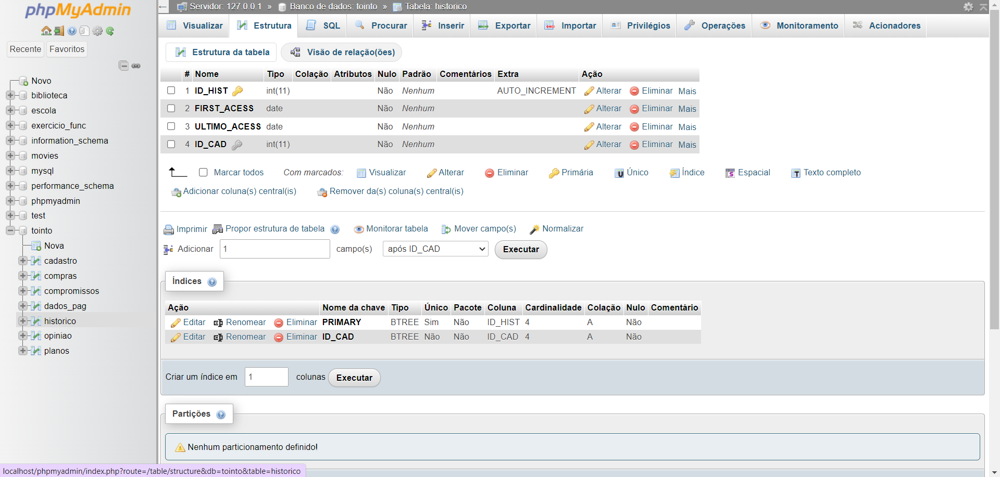 phpMyAdmin
Recente Favoritos
Novo
biblioteca
escola
exercicio_func
information_schema
movies
mysql
performance_schema
phpmyadmin
test
tointo
Nova
cadastro
compras
compromissos
dados_pag
historico
opiniao
planos
Servidor: 127.0.0.1 » Banco de dados: tointo » Tabela: historico
Visualizar Estrutura SQL Procurar Inserir Exportar Importar Privilégios Operações Monitoramento Acionadores
Estrutura da tabela Visão de relação(ões)
# Nome Tipo Colação Atributos Nulo Padrão Comentários Extra Ação
1 ID_HIST int(11) Não Nenhum AUTO_INCREMENT Alterar Eliminar Mais
2 FIRST_ACESS date Não Nenhum Alterar Eliminar Mais
3 ULTIMO_ACESS date Não Nenhum Alterar Eliminar Mais
4 ID_CAD int(11) Não Nenhum Alterar Eliminar Mais
Marcar todos Com marcados: Visualizar Alterar Eliminar Primária U Único Índice S Espacial T Texto completo
Adicionar coluna(s) central(is) Remover da(s) coluna(s) central(is)
Imprimir Propor estrutura de tabela Monitorar tabela Mover campo(s) Normalizar
Adicionar 1 campo(s) após ID_CAD Executar
Índices
Ação Nome da chave Tipo Único Pacote Coluna Cardinalidade Colação Nulo Comentário
Editar Renomear Eliminar PRIMARY BTREE Sim Não ID_HIST 4 A Não
Editar Renomear Eliminar ID_CAD BTREE Não Não ID_CAD 4 A Não
Criar um índice em 1 colunas Executar
Partições
Nenhum particionamento definido!
localhost/phpmyadmin/index.php?route=/table/structure&db=tointo&table=historico